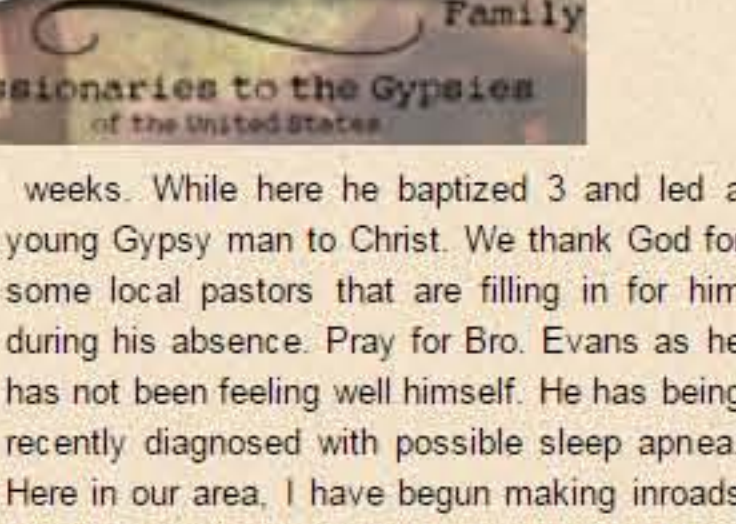 Family
ssionaries to the Gypsies
of the United States
weeks. While here he baptized 3 and led a
young Gypsy man to Christ. We thank God for
some local pastors that are filling in for him
during his absence. Pray for Bro. Evans as he
has not been feeling well himself. He has being
recently diagnosed with possible sleep apnea.
Here in our area, I have begun making inroads